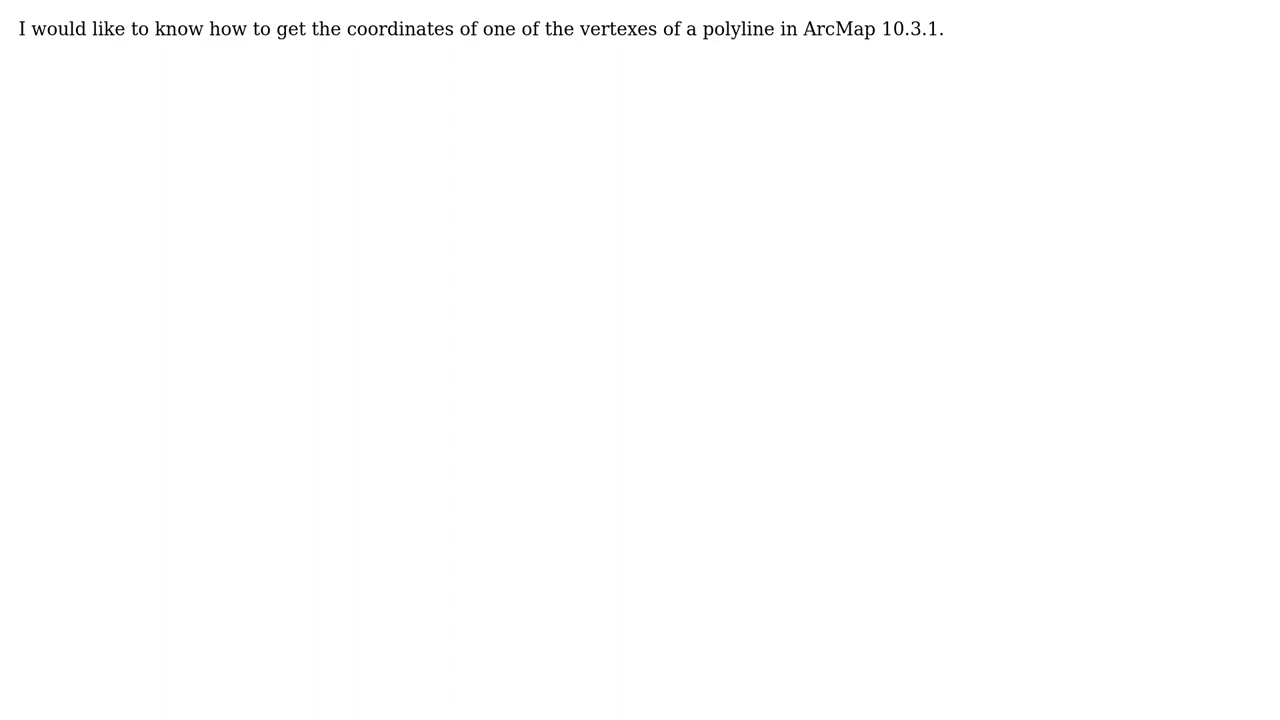 I would like to know how to get the coordinates of one of the vertexes of a polyline in ArcMap 10.3.1.